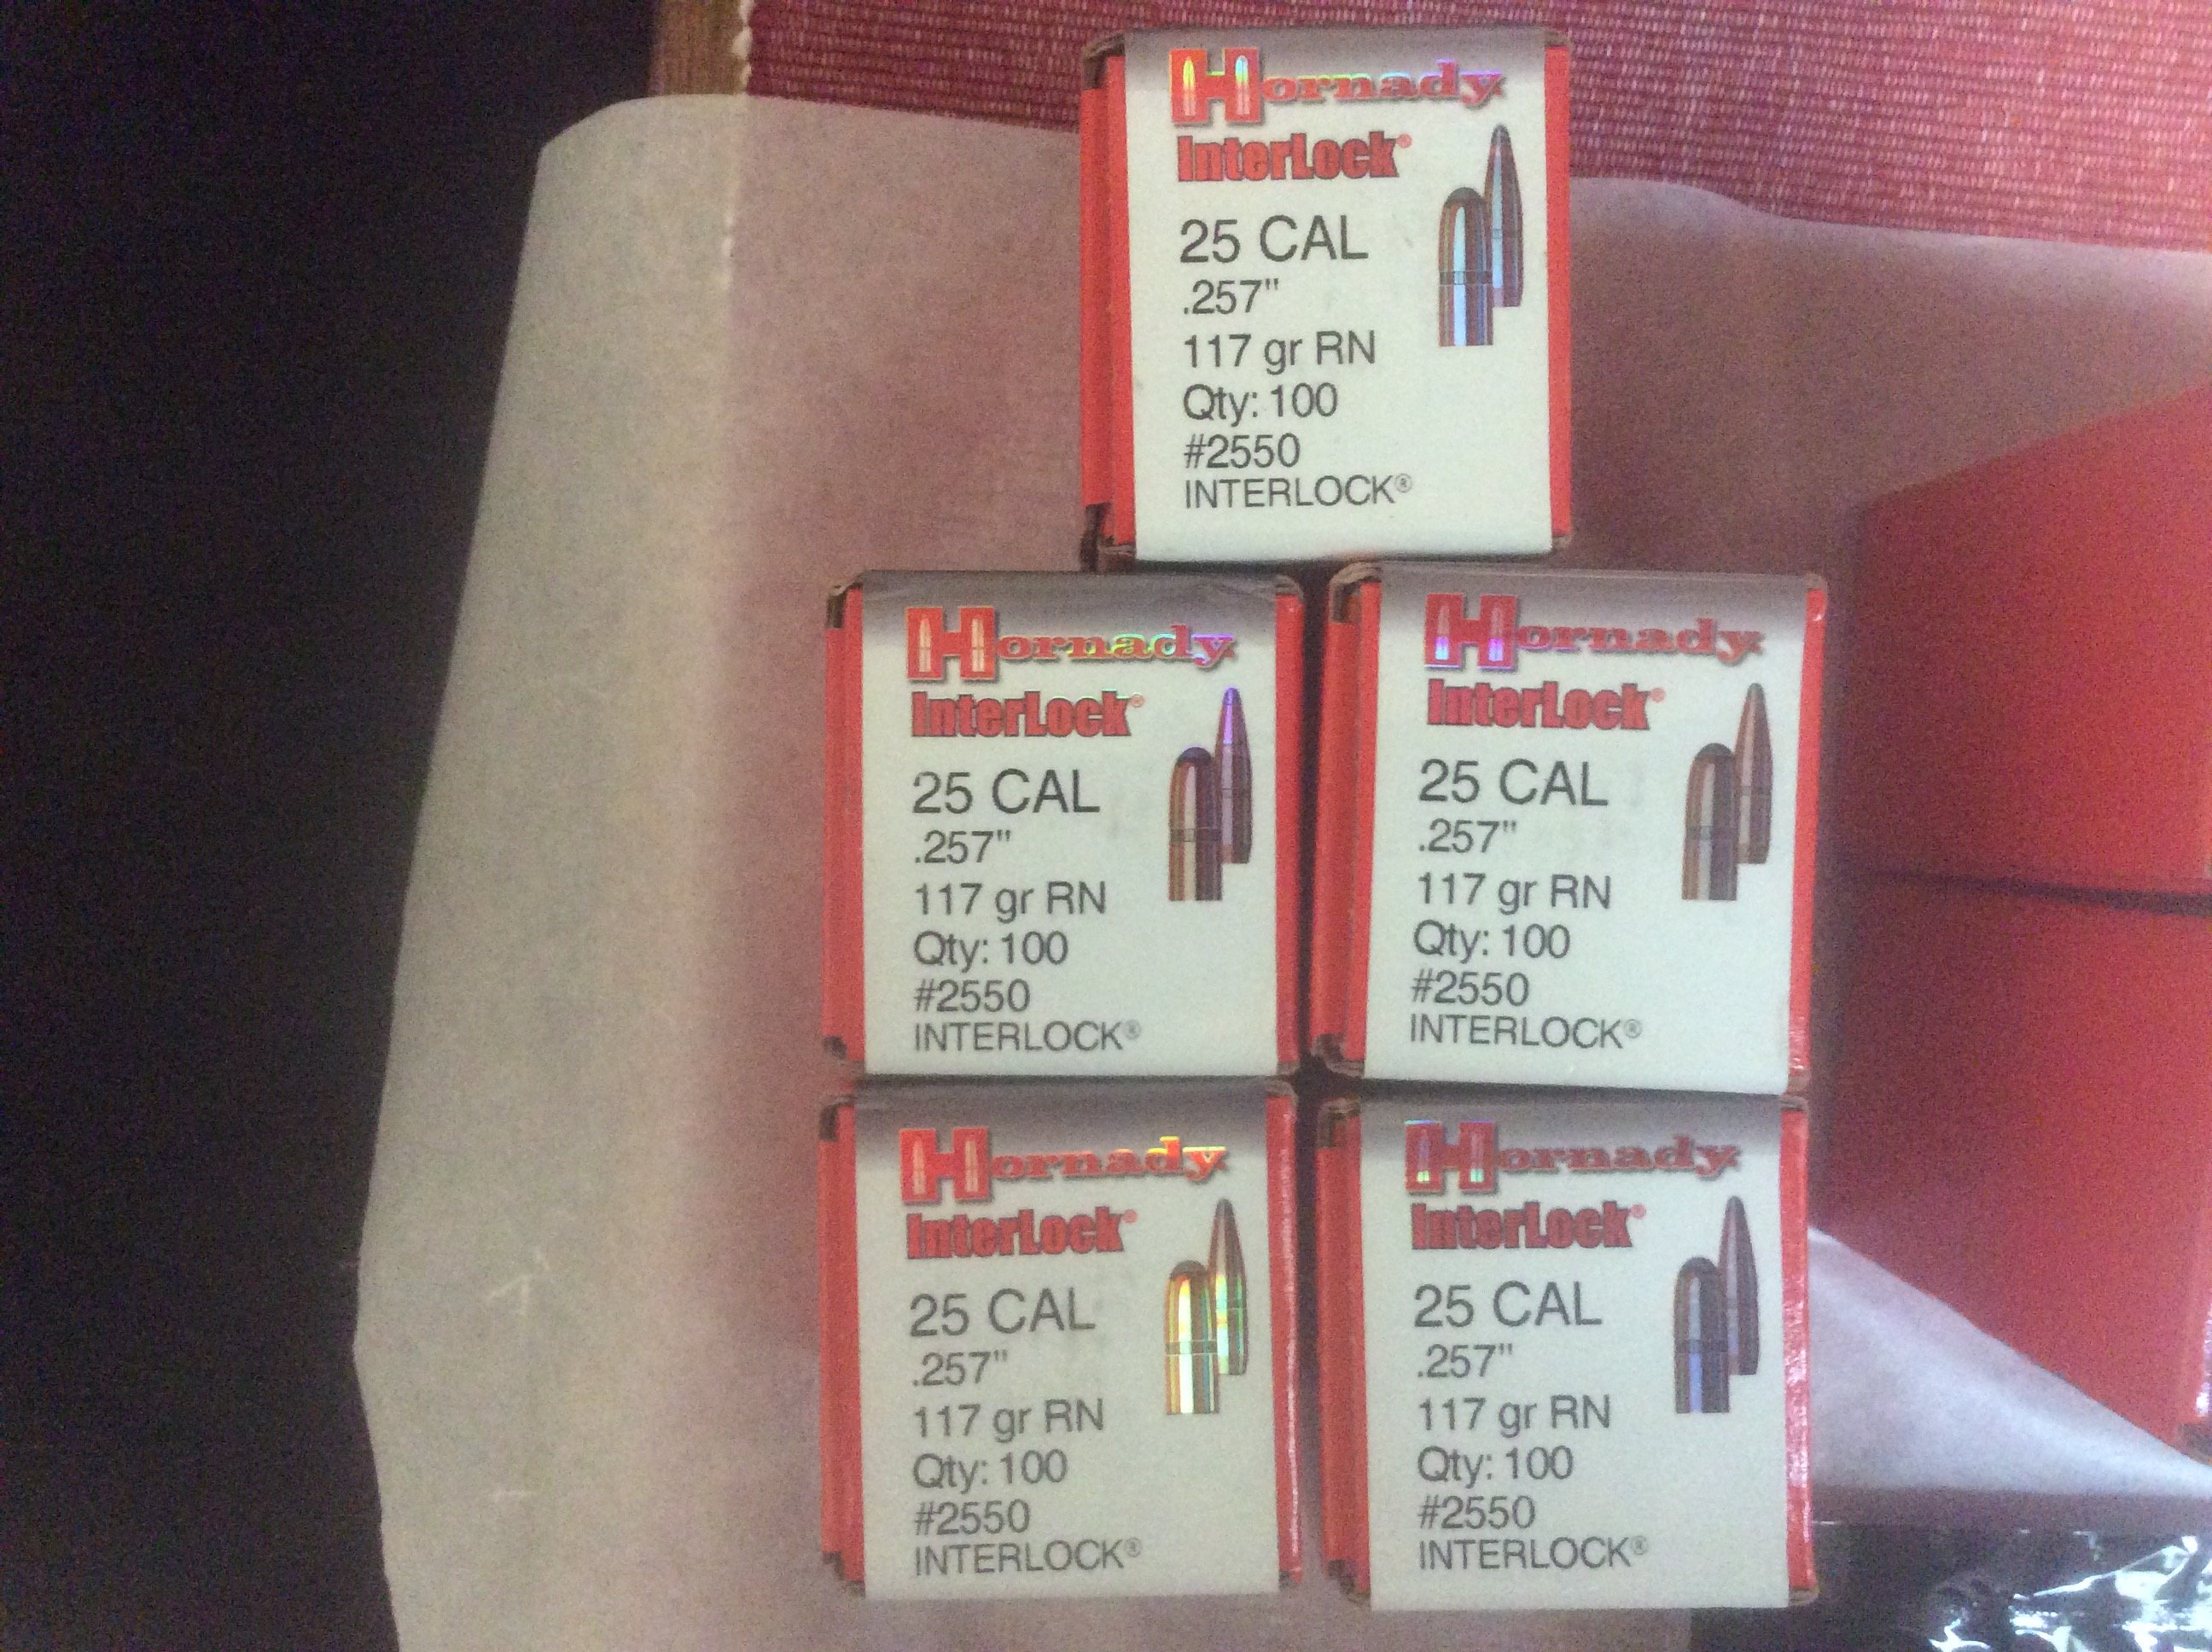 Hornady
InterLock®
25 CAL
.257"
117 gr RN
Qty: 100
#2550
INTERLOCK®
Hornady
InterLock®
25 CAL
.257"
117 gr RN
Qty: 100
#2550
INTERLOCK®
Hornady
InterLock®
25 CAL
.257"
117 gr RN
Qty: 100
#2550
INTERLOCK®
Hornady
InterLock®
25 CAL
.257"
117 gr RN
Qty: 100
#2550
INTERLOCK®
Hornady
InterLock®
25 CAL
.257"
117 gr RN
Qty: 100
#2550
INTERLOCK®